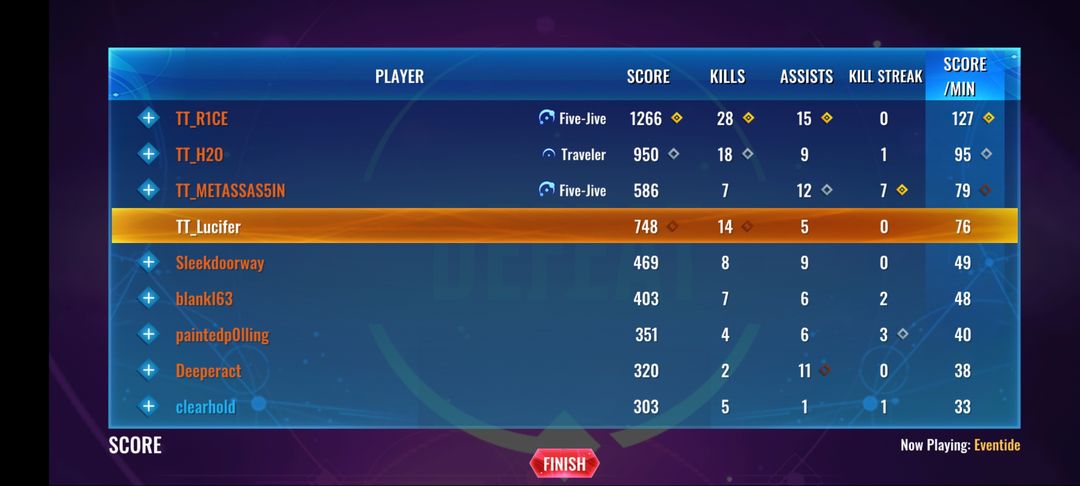 PLAYER SCORE KILLS ASSISTS KILL STREAK SCORE /MIN
TT_R1CE Five-Jive 1266 28 15 0 127
TT_H2O Traveler 950 18 9 1 95
TT_METASSAS5IN Five-Jive 586 7 12 7 79
TT_Lucifer 748 14 5 0 76
Sleekdoorway 469 8 9 0 49
blankl63 403 7 6 2 48
paintedp0lling 351 4 6 3 40
Deeperact 320 2 11 0 38
clearhold 303 5 1 1 33
DEFEAT
SCORE
Now Playing: Eventide
FINISH